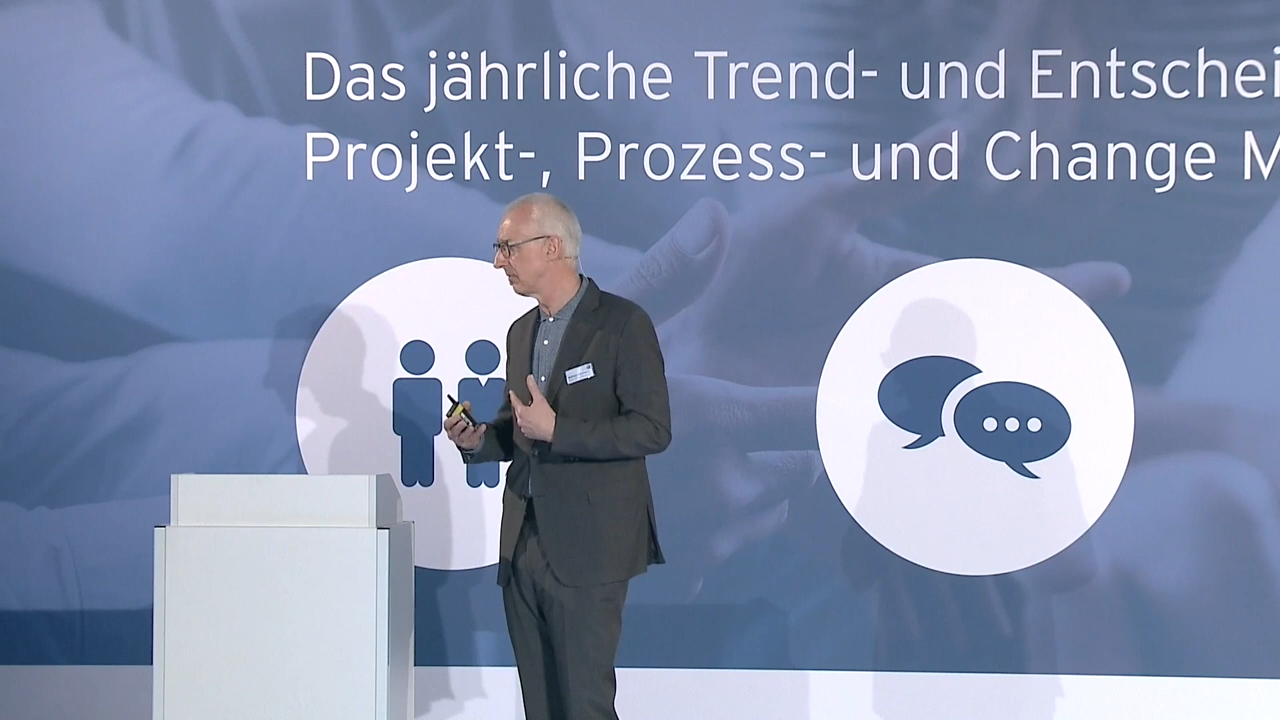 Das jährliche Trend- und Entschei
Projekt-, Prozess- und Change M